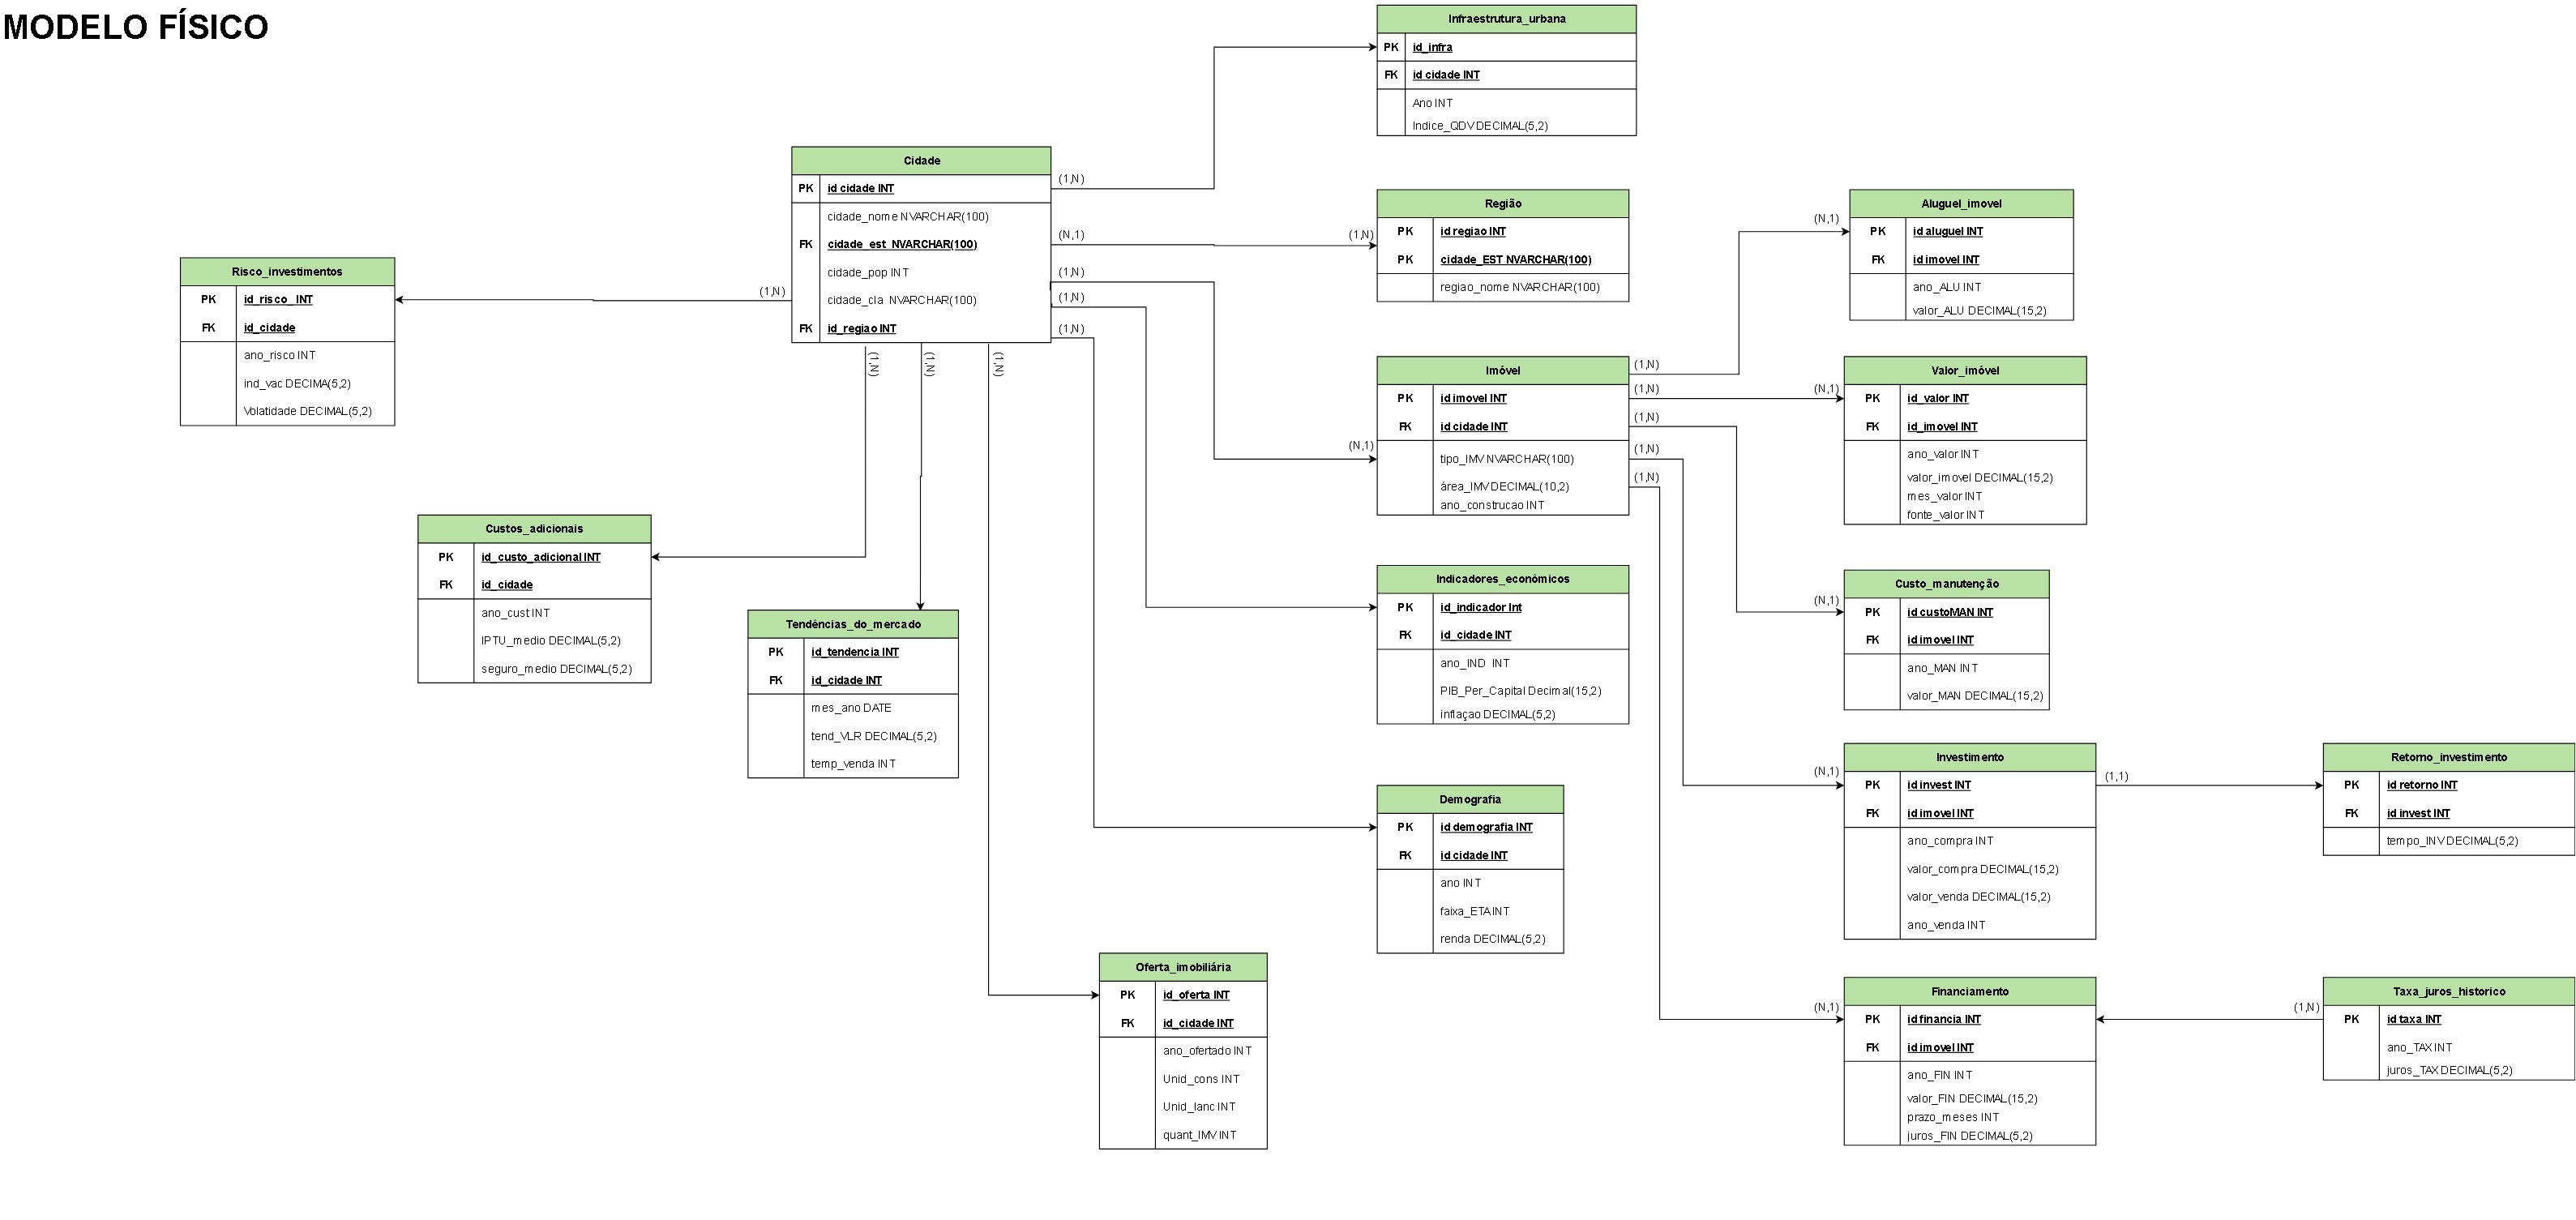 MODELO FÍSICO
Infraestrutura_urbana
PK id_infra
FK id cidade INT
Ano INT
Indice_QDV DECIMAL(5,2)
Cidade
PK id cidade INT
cidade_nome NVARCHAR(100)
FK cidade_est NVARCHAR(100)
cidade_pop INT
cidade_cla NVARCHAR(100)
FK id_regiao INT
(1,N)
(N,1)
(1,N)
(1,N)
(1,N)
(1,N)
(1,N)
(1,N)
(1,N)
(1,N)
Região
PK id regiao INT
PK cidade_EST NVARCHAR(100)
regiao_nome NVARCHAR(100)
Aluguel_imovel
PK id aluguel INT
FK id imovel INT
ano_ALU INT
valor_ALU DECIMAL(15,2)
(N,1)
Risco_investimentos
PK id_risco_ INT
FK id_cidade
ano_risco INT
ind_vac DECIMA(5,2)
Volatidade DECIMAL(5,2)
Imóvel
PK id imovel INT
FK id cidade INT
tipo_IMV NVARCHAR(100)
área_IMV DECIMAL(10,2)
ano_construcao INT
(N,1)
(1,N)
(1,N)
(1,N)
(1,N)
(1,N)
Valor_imóvel
PK id_valor INT
FK id_imovel INT
ano_valor INT
valor_imovel DECIMAL(15,2)
mes_valor INT
fonte_valor INT
(N,1)
Custos_adicionais
PK id_custo_adicional INT
FK id_cidade
ano_cust INT
IPTU_medio DECIMAL(5,2)
seguro_medio DECIMAL(5,2)
Tendências_do_mercado
PK id_tendencia INT
FK id_cidade INT
mes_ano DATE
tend_VLR DECIMAL(5,2)
temp_venda INT
Indicadores_econômicos
PK id_indicador Int
FK id_cidade INT
ano_IND INT
PIB_Per_Capital Decimal(15,2)
inflaçao DECIMAL(5,2)
Custo_manutenção
PK id custoMAN INT
FK id imovel INT
ano_MAN INT
valor_MAN DECIMAL(15,2)
(N,1)
Demografia
PK id demografia INT
FK id cidade INT
ano INT
faixa_ETA INT
renda DECIMAL(5,2)
Investimento
PK id invest INT
FK id imovel INT
ano_compra INT
valor_compra DECIMAL(15,2)
valor_venda DECIMAL(15,2)
ano_venda INT
(N,1)
(1,1)
Retorno_investimento
PK id retorno INT
FK id invest INT
tempo_INV DECIMAL(5,2)
Oferta_imobiliária
PK id_oferta INT
FK id_cidade INT
ano_ofertado INT
Unid_cons INT
Unid_lanc INT
quant_IMV INT
Financiamento
PK id financia INT
FK id imovel INT
ano_FIN INT
valor_FIN DECIMAL(15,2)
prazo_meses INT
juros_FIN DECIMAL(5,2)
(N,1)
(1,N)
Taxa_juros_historico
PK id taxa INT
ano_TAX INT
juros_TAX DECIMAL(5,2)